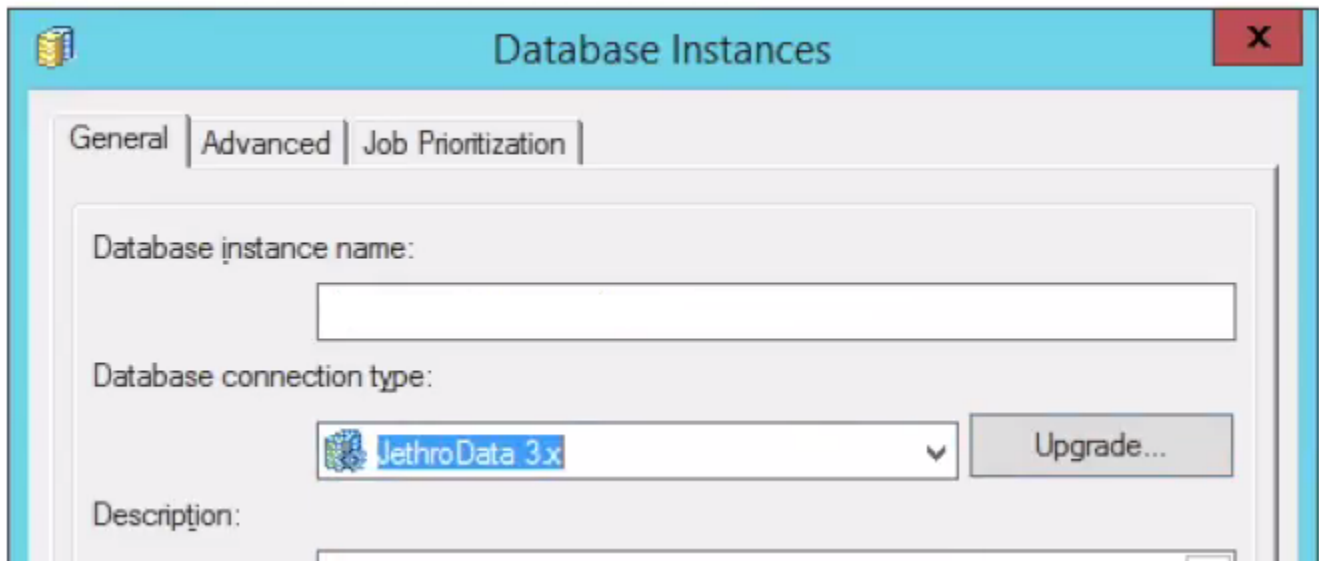 Database Instances
X
General Advanced Job Prioritization
Database instance name:
Database connection type:
JethroData 3.x Upgrade...
Description: